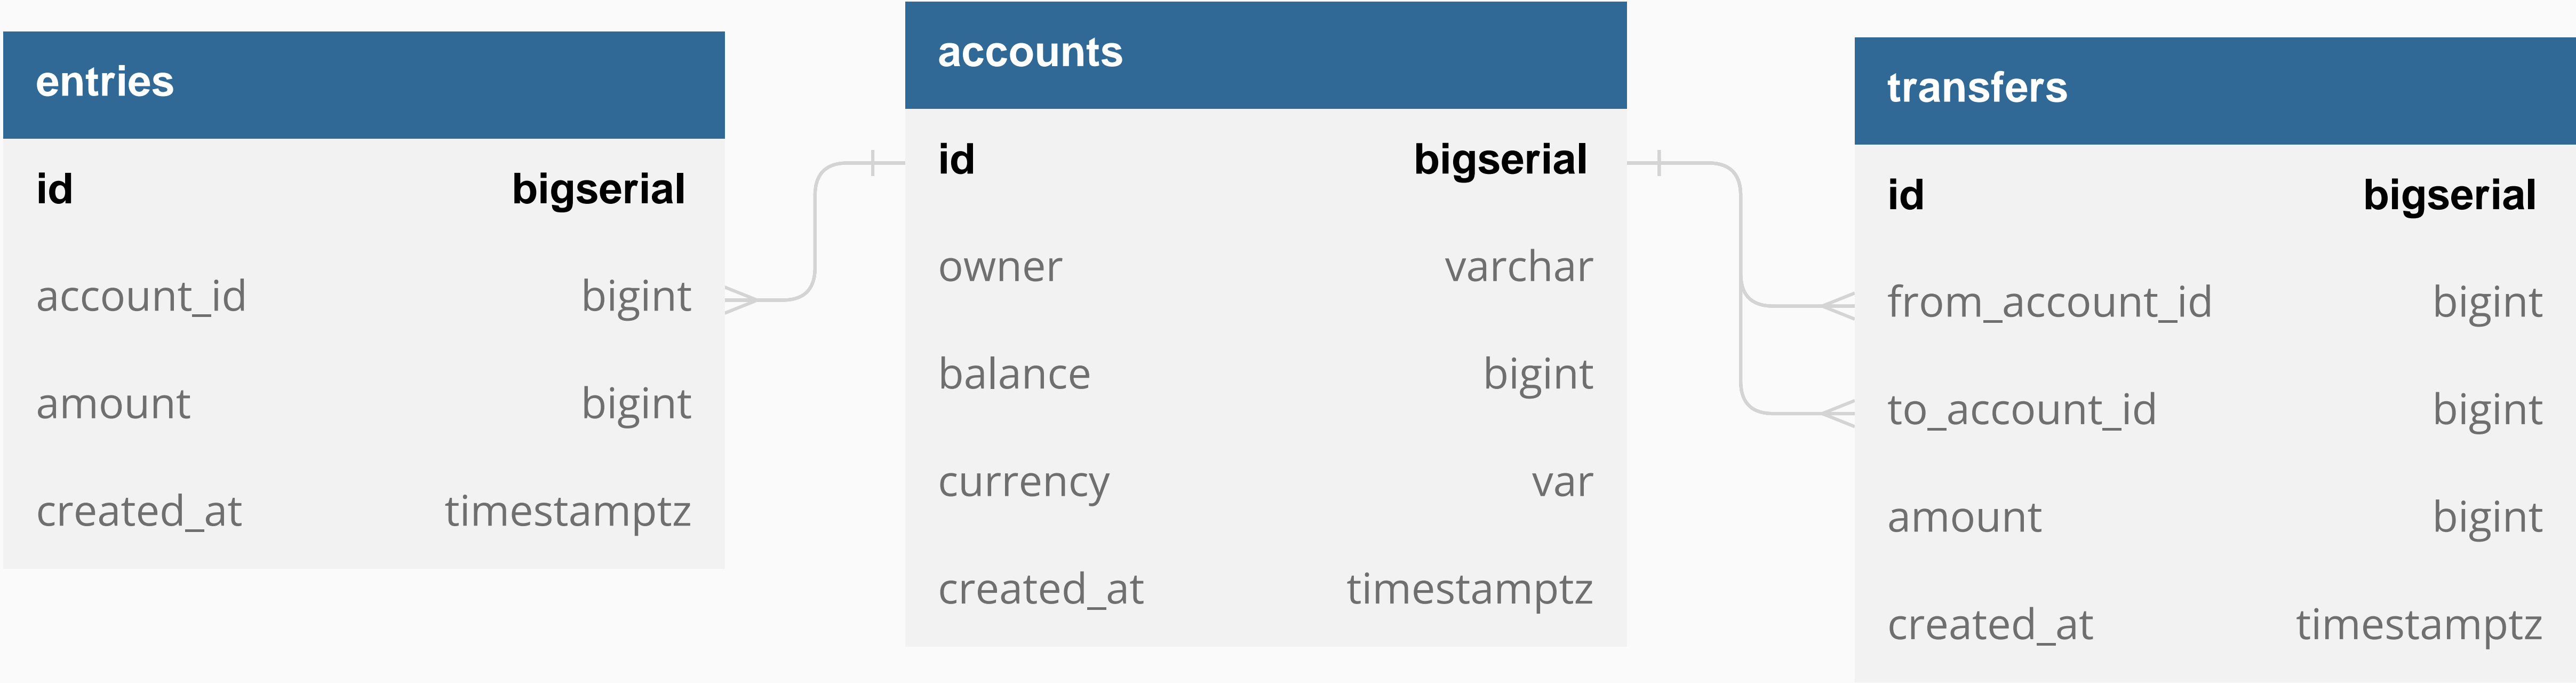 entries
id bigserial
account_id bigint
amount bigint
created_at timestamptz
accounts
id bigserial
owner varchar
balance bigint
currency var
created_at timestamptz
transfers
id bigserial
from_account_id bigint
to_account_id bigint
amount bigint
created_at timestamptz